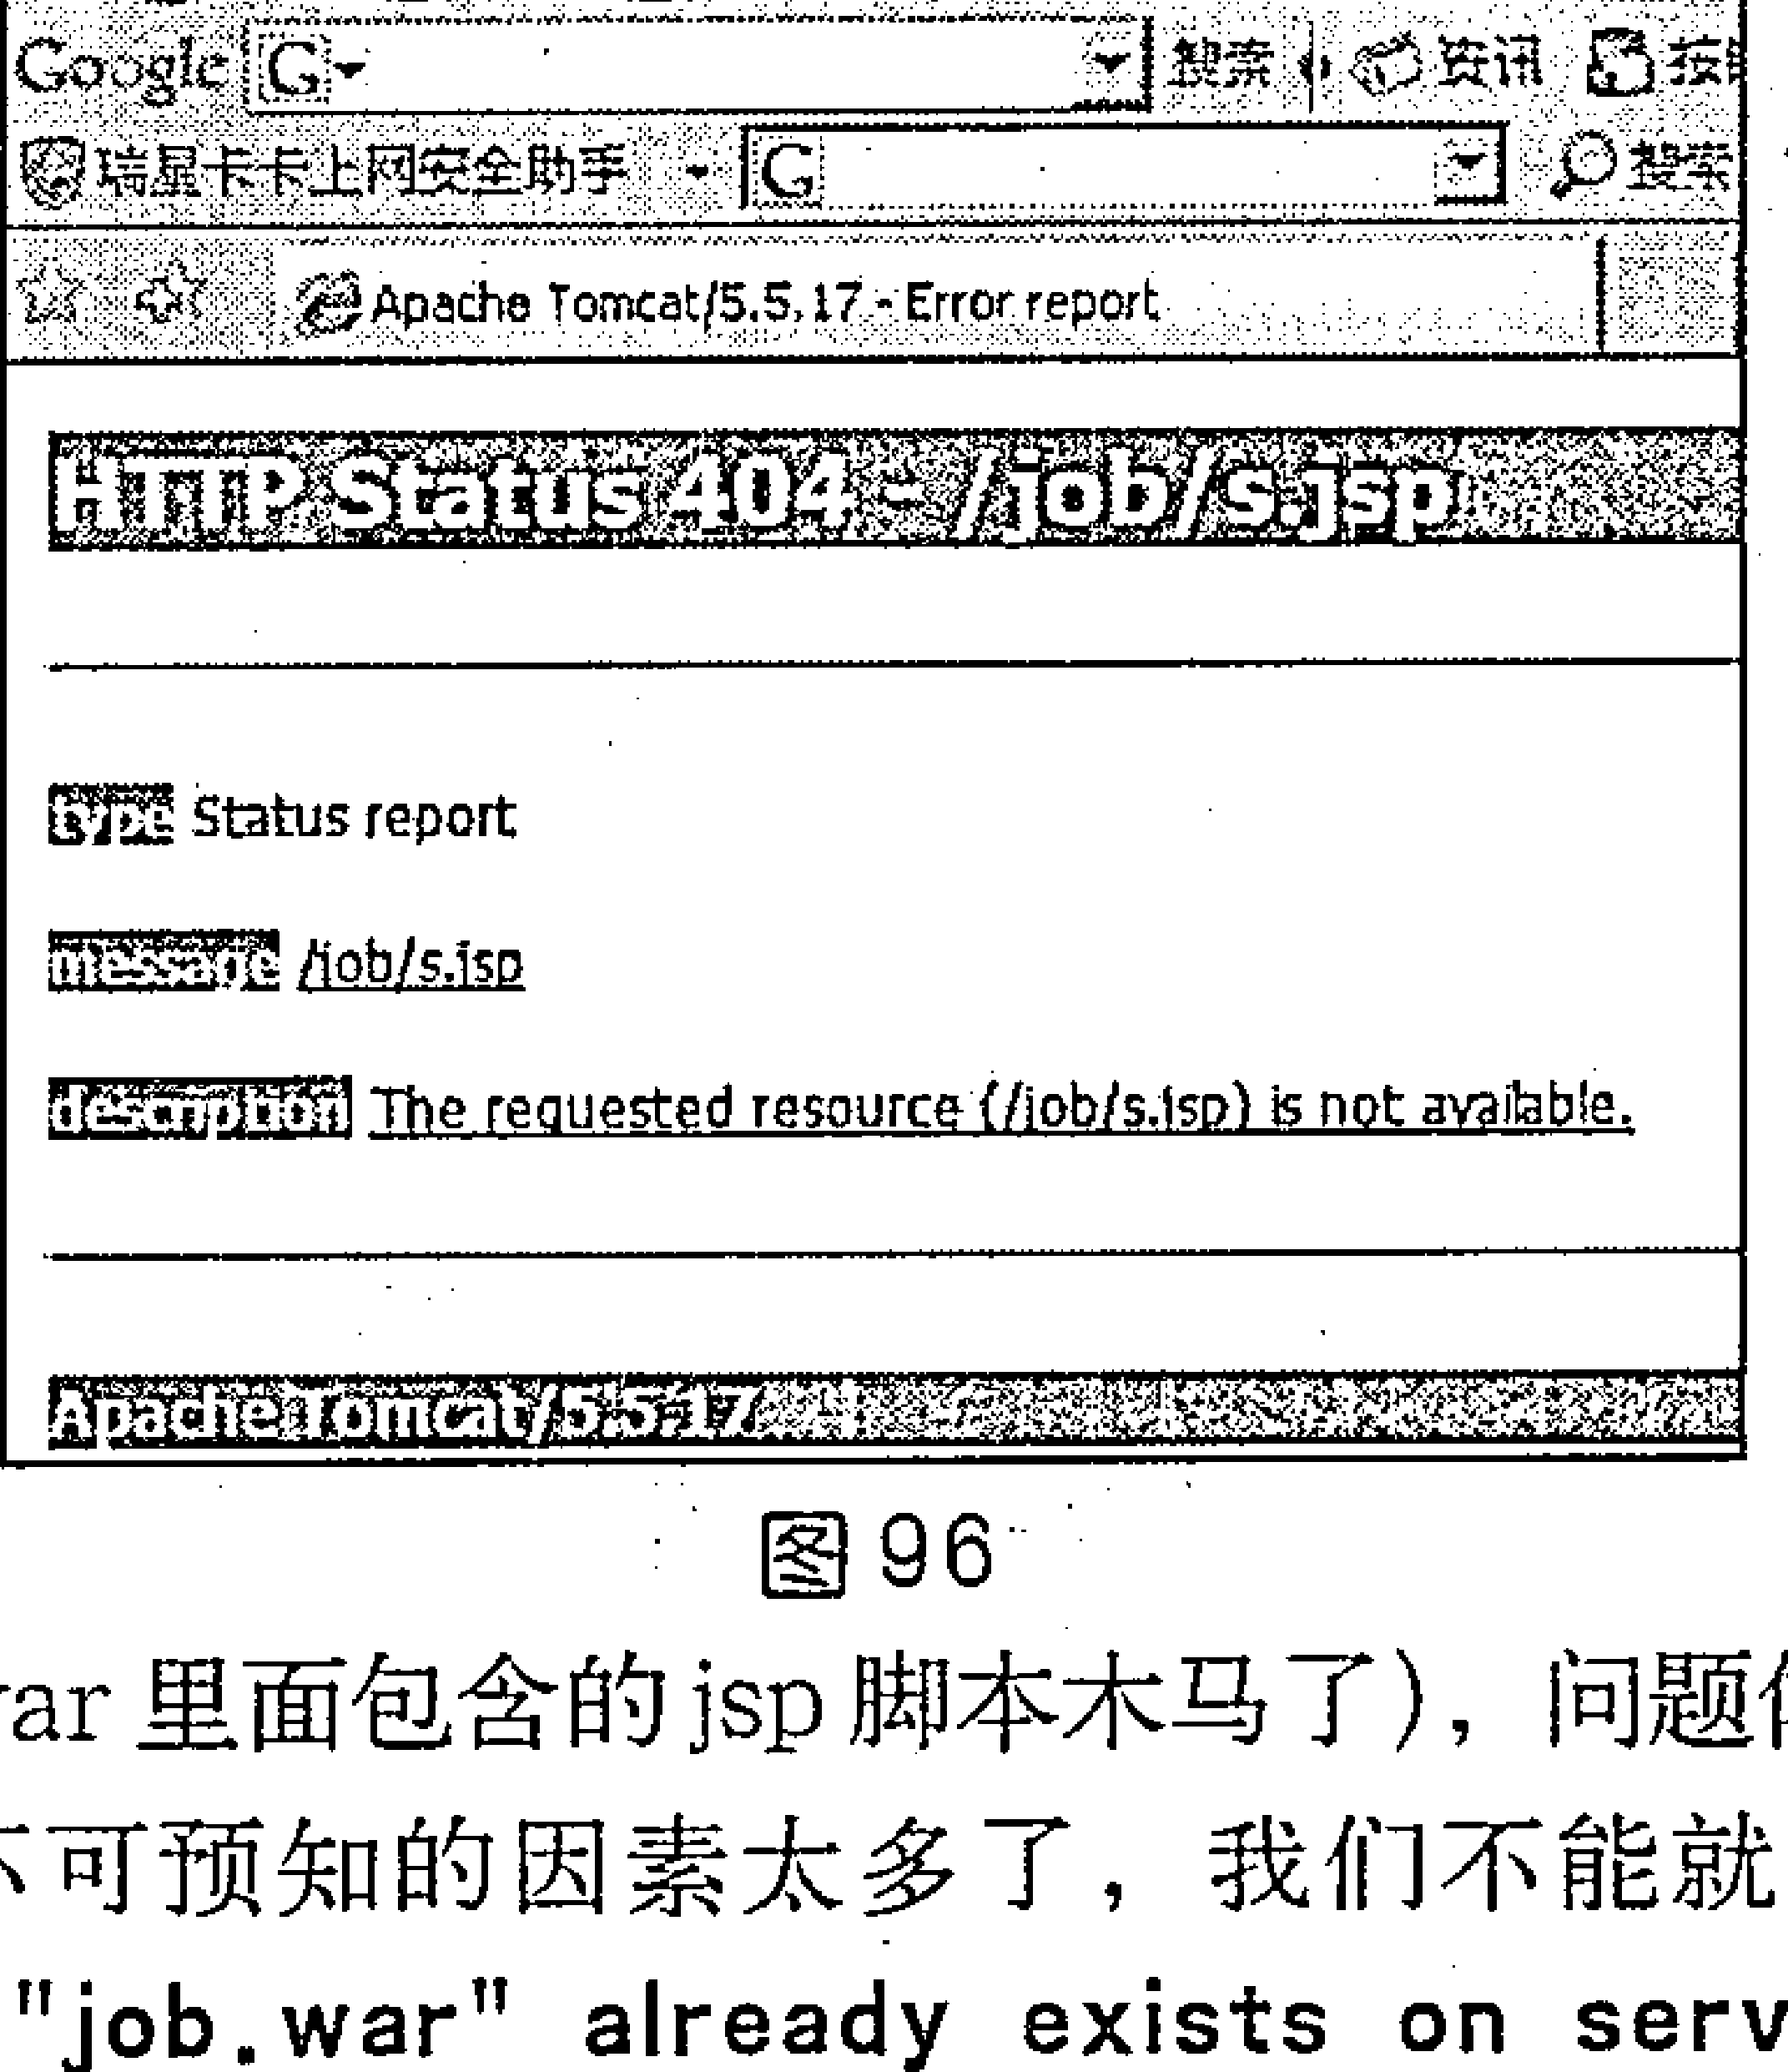 Google G 搜索 资讯
瑞星卡卡上网安全助手 G 搜索
Apache Tomcat/5.5.17 - Error report
HTTP Status 404 - /job/s.jsp
type Status report
message /job/s.jsp
description The requested resource (/job/s.jsp) is not available.
Apache Tomcat/5.5.17
图 96
里面包含的 jsp 脚本木马了），问题
可预知的因素太多了，我们不能就
"job.war" already exists on serv